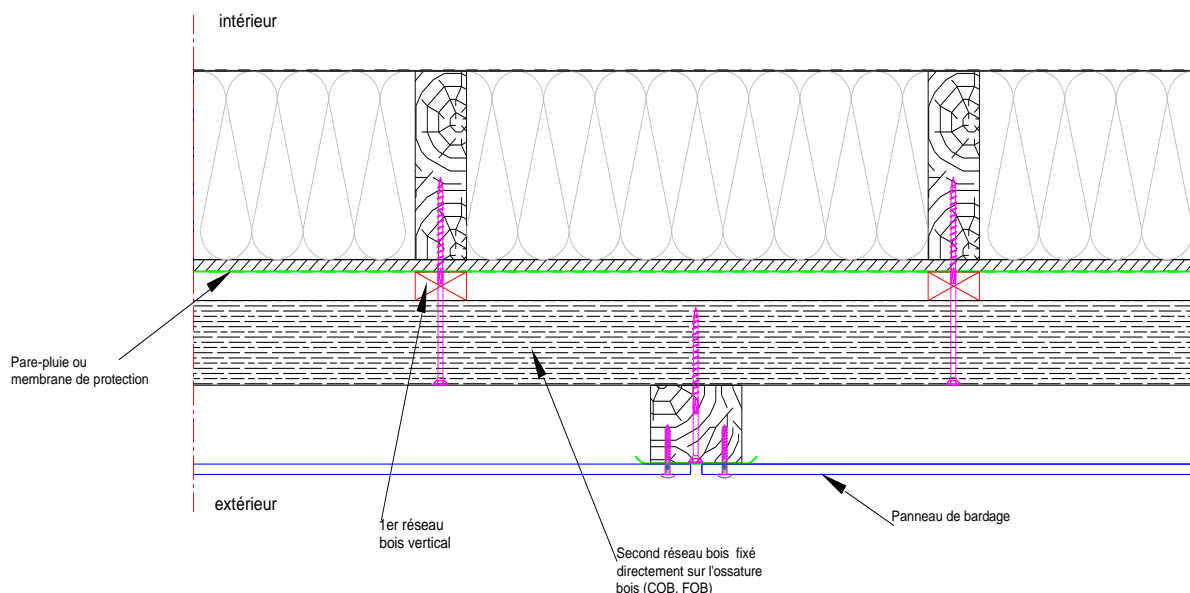 intérieur
Pare-pluie ou
membrane de protection
extérieur
1er réseau
bois vertical
Second réseau bois fixé
directement sur l'ossature
bois (COB, FOB)
Panneau de bardage